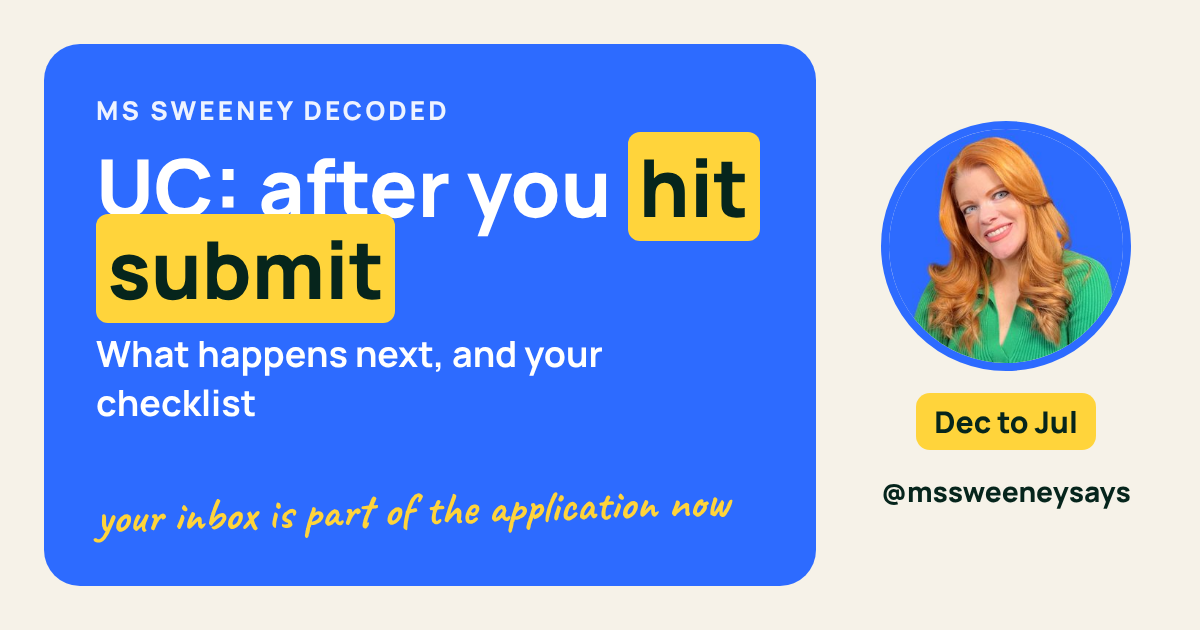 MS SWEENEY DECODED
UC: after you hit
submit
What happens next, and your
checklist
your inbox is part of the application now
Dec to Jul
@mssweeneysays